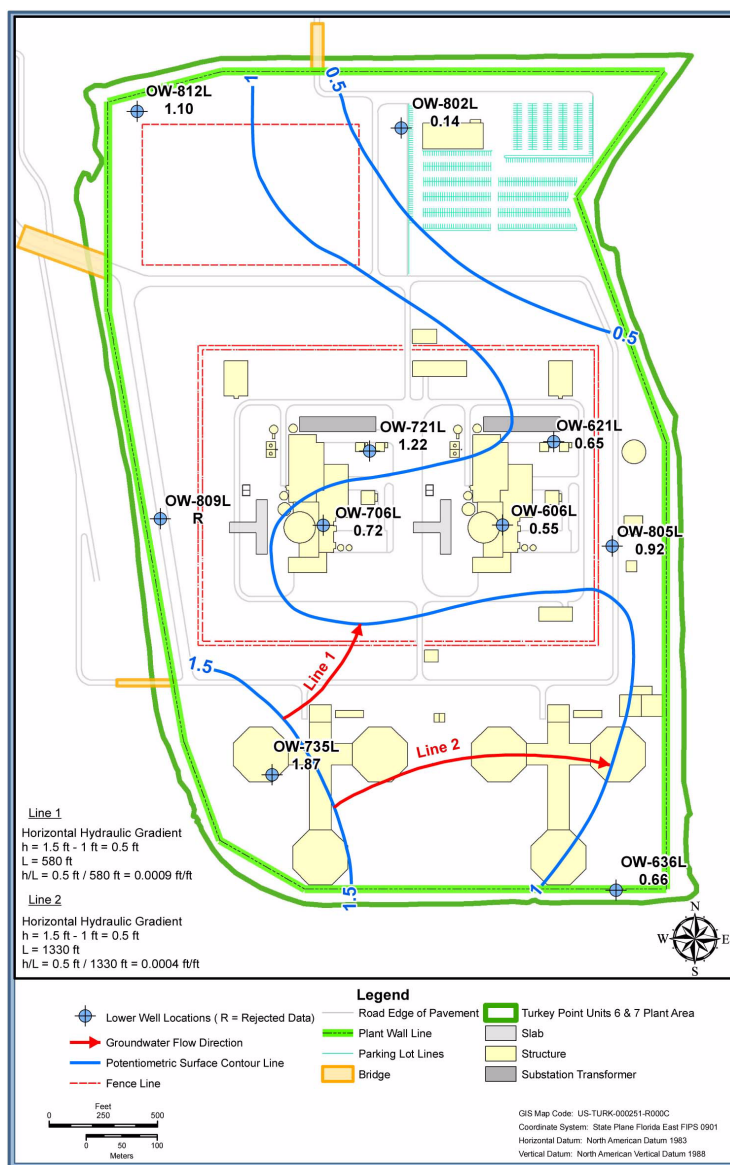 OW-812L
1.10
1
0.5
OW-802L
0.14
0.5
OW-721L
1.22
OW-621L
0.65
OW-809L
R
OW-706L
0.72
OW-606L
0.55
OW-805L
0.92
1.5
Line 1
OW-735L
1.87
Line 2
OW-636L
0.66
1.5
1
Line 1
Horizontal Hydraulic Gradient
h = 1.5 ft - 1 ft = 0.5 ft
L = 580 ft
h/L = 0.5 ft / 580 ft = 0.0009 ft/ft
Line 2
Horizontal Hydraulic Gradient
h = 1.5 ft - 1 ft = 0.5 ft
L = 1330 ft
h/L = 0.5 ft / 1330 ft = 0.0004 ft/ft
N
W
E
S
Legend
Lower Well Locations ( R = Rejected Data)
Groundwater Flow Direction
Potentiometric Surface Contour Line
Fence Line
Road Edge of Pavement
Plant Wall Line
Parking Lot Lines
Bridge
Turkey Point Units 6 & 7 Plant Area
Slab
Structure
Substation Transformer
Feet
0 250 500
0 50 100
Meters
GIS Map Code: US-TURK-000251-R000C
Coordinate System: State Plane Florida East FIPS 0901
Horizontal Datum: North American Datum 1983
Vertical Datum: North American Vertical Datum 1988